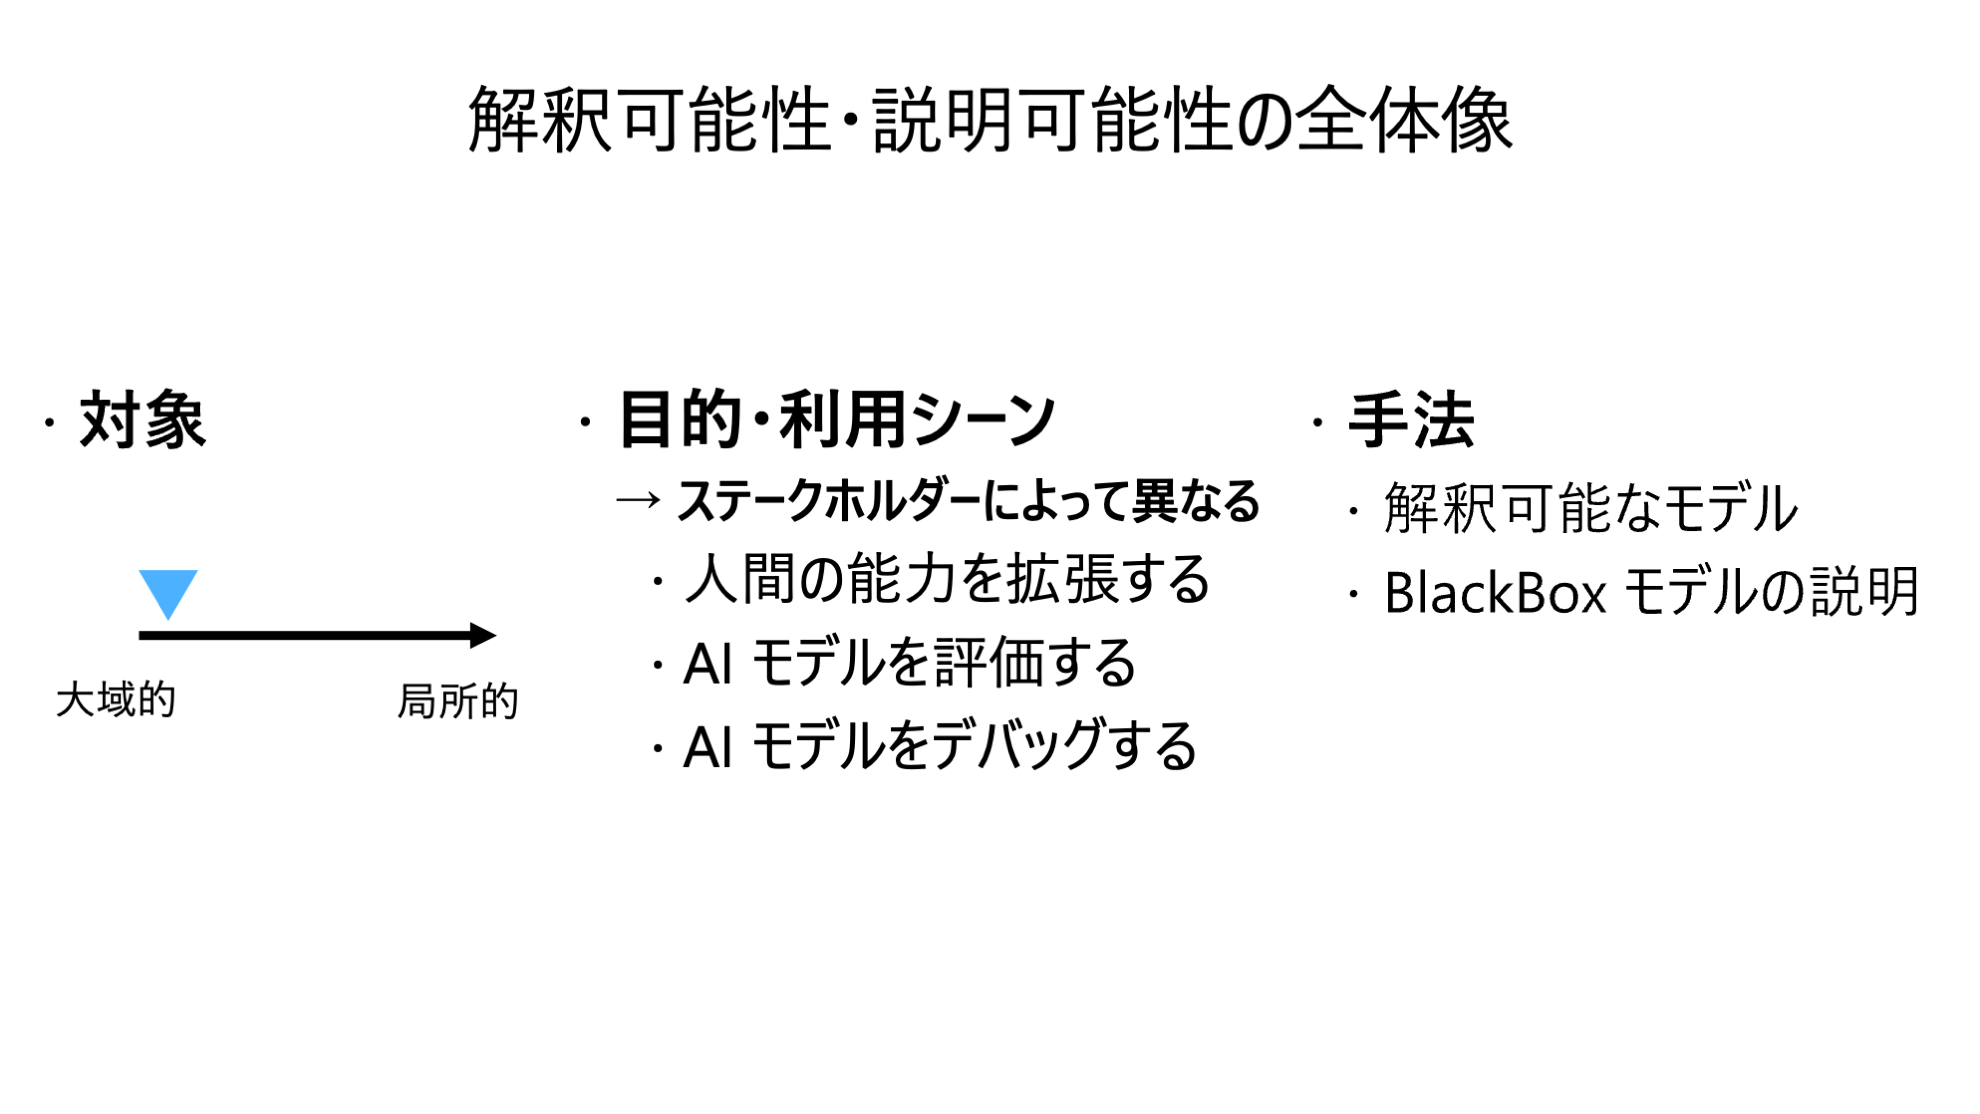 解釈可能性・説明可能性の全体像
・対象
大域的
局所的
・目的・利用シーン
→ ステークホルダーによって異なる
・人間の能力を拡張する
・AI モデルを評価する
・AI モデルをデバッグする
・手法
・解釈可能なモデル
・BlackBox モデルの説明